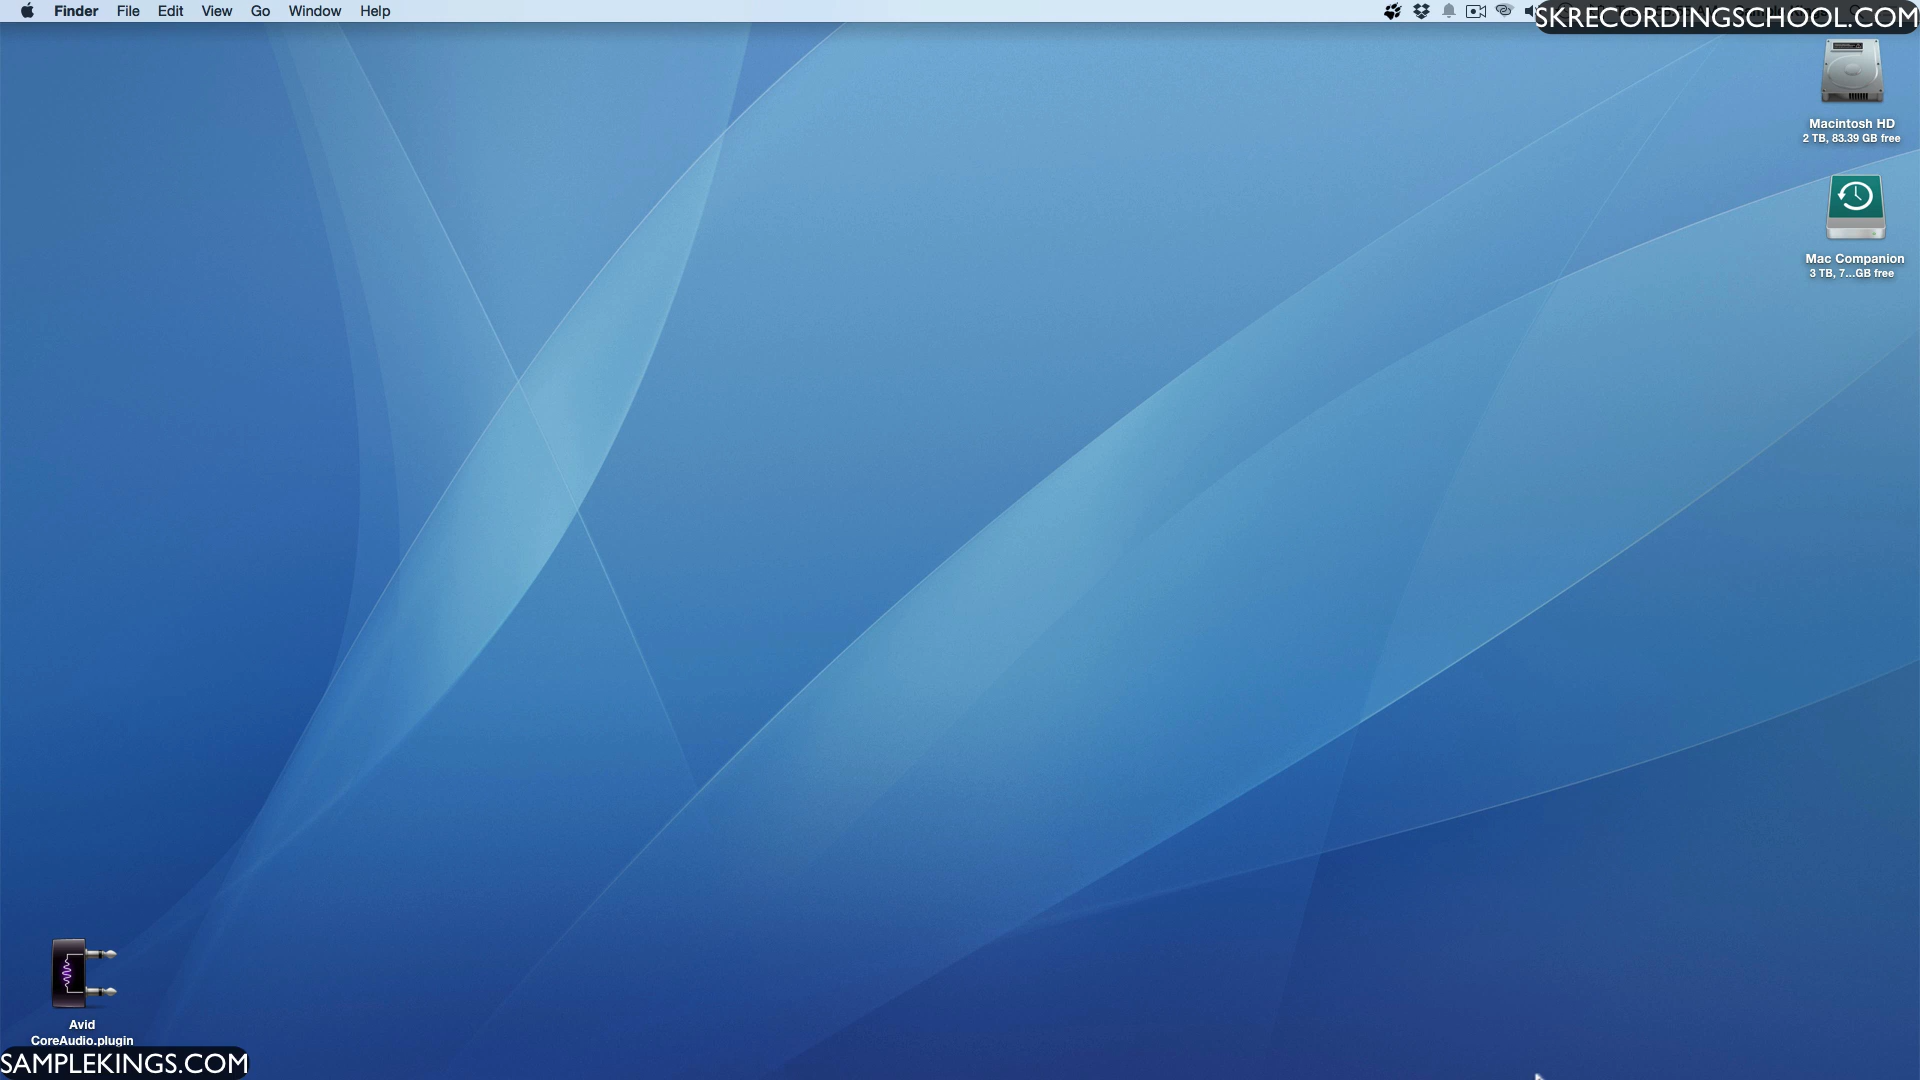 Finder File Edit View Go Window Help
SKRECORDINGSCHOOL.COM
Macintosh HD
2 TB, 83.39 GB free
Mac Companion
3 TB, 7...GB free
Avid
CoreAudio.plugin
SAMPLEKINGS.COM